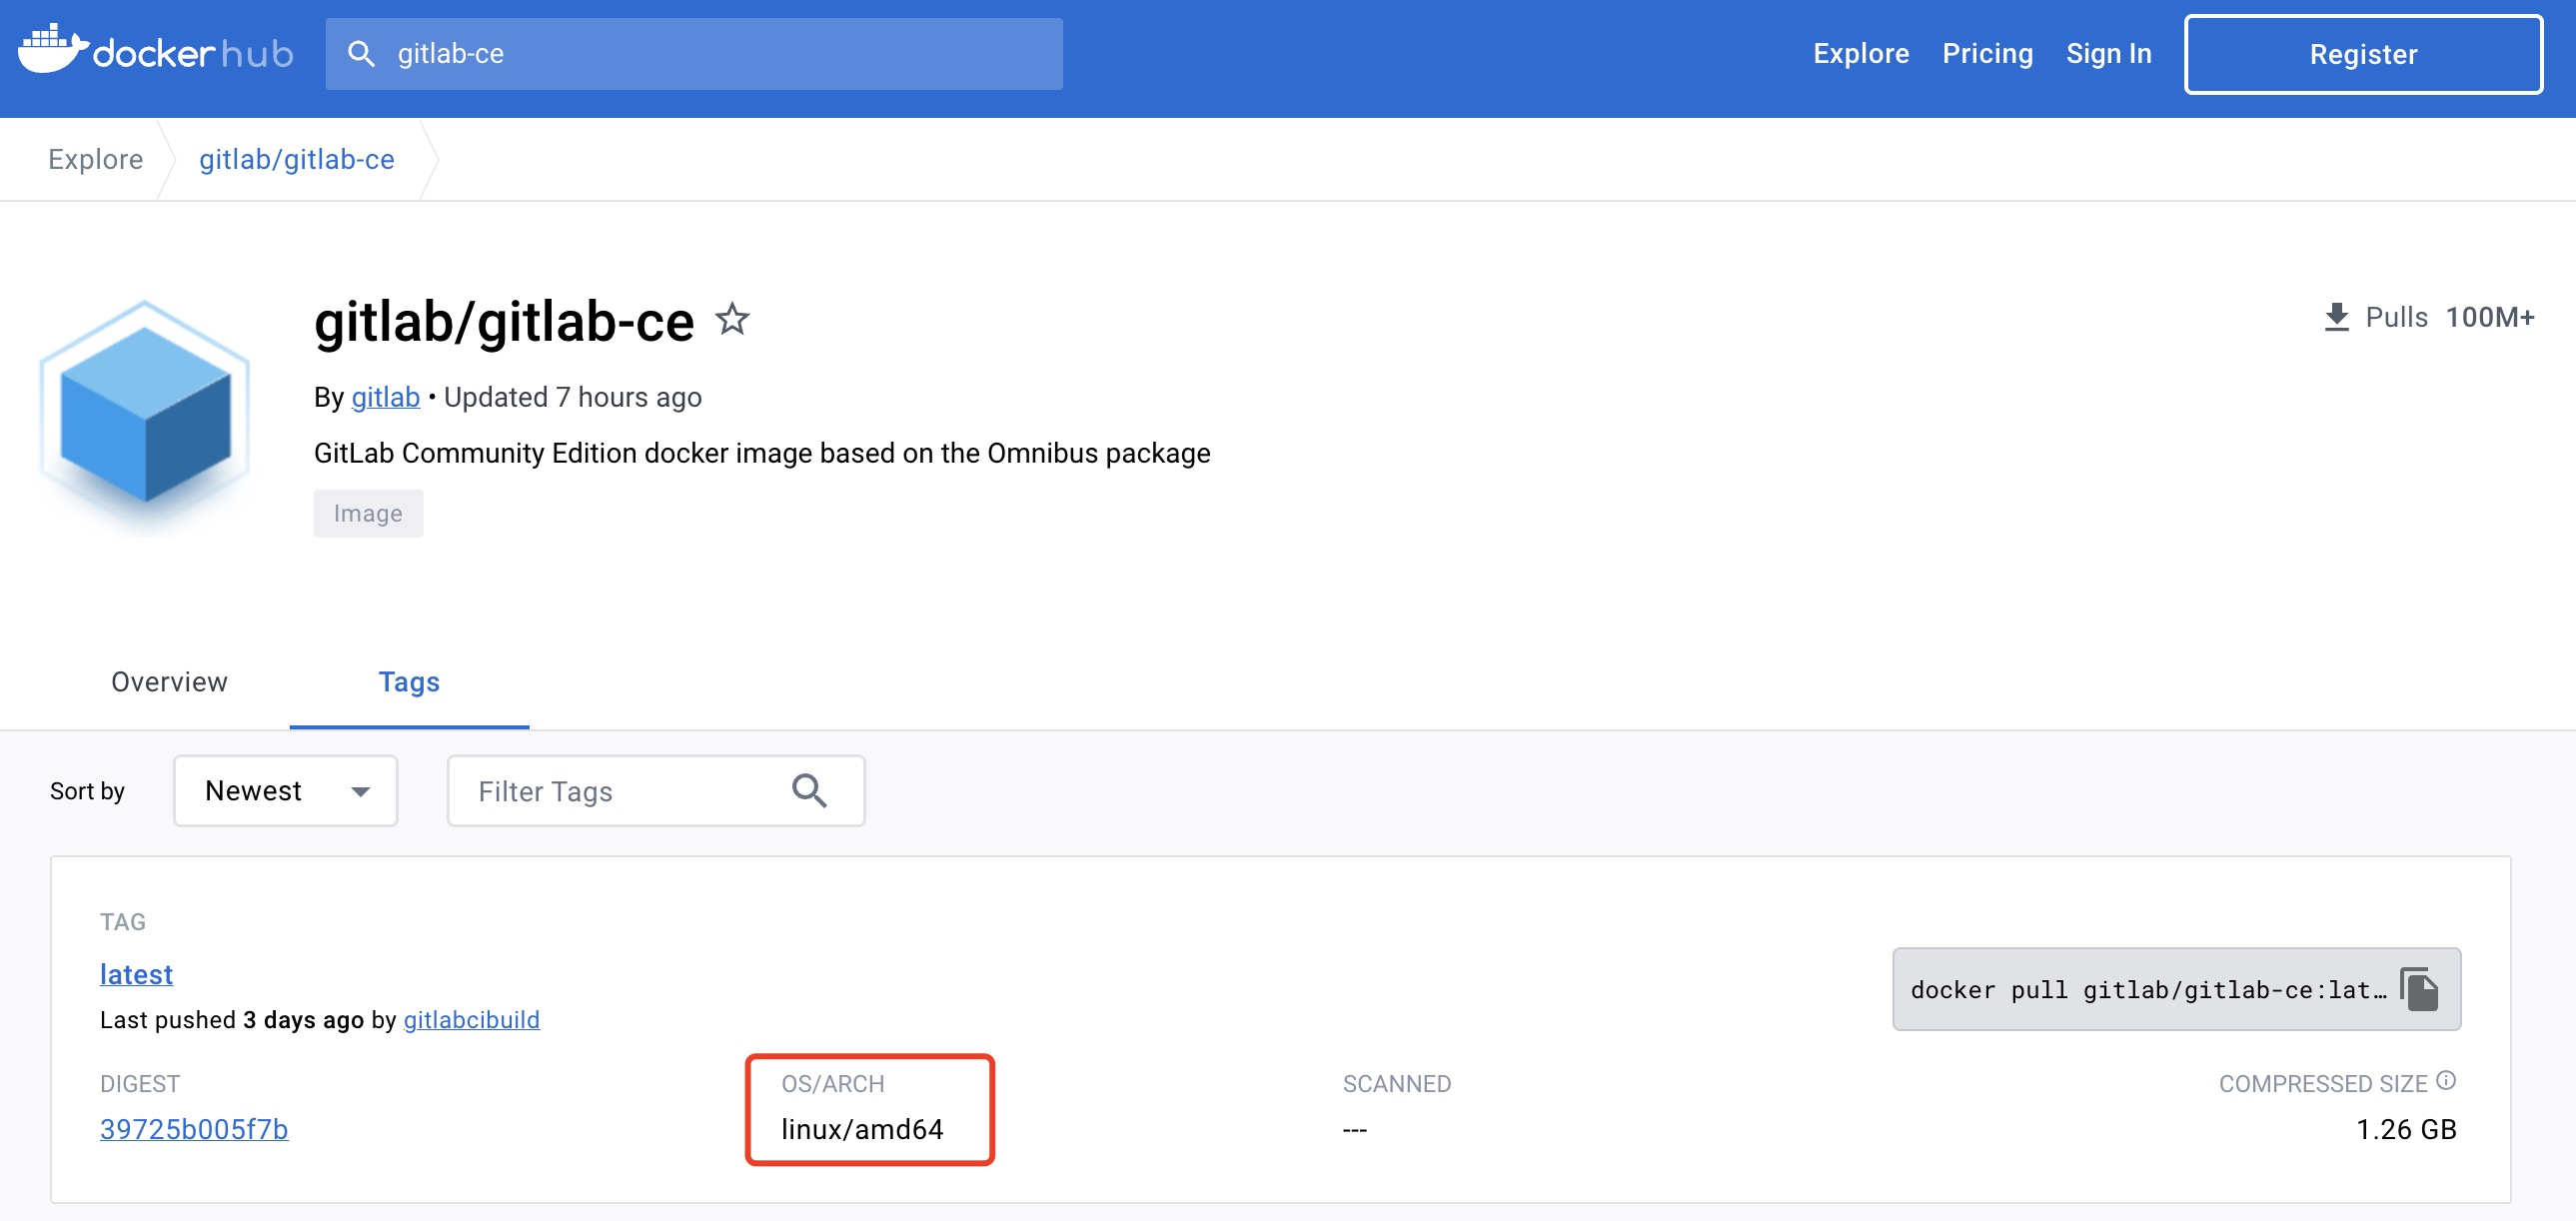 docker hub
gitlab-ce
Explore Pricing Sign In Register
Explore gitlab/gitlab-ce
gitlab/gitlab-ce
Pulls 100M+
By gitlab • Updated 7 hours ago
GitLab Community Edition docker image based on the Omnibus package
Image
Overview Tags
Sort by Newest Filter Tags
TAG
latest
docker pull gitlab/gitlab-ce:lat…
Last pushed 3 days ago by gitlabcibuild
DIGEST OS/ARCH SCANNED COMPRESSED SIZE
39725b005f7b linux/amd64 --- 1.26 GB